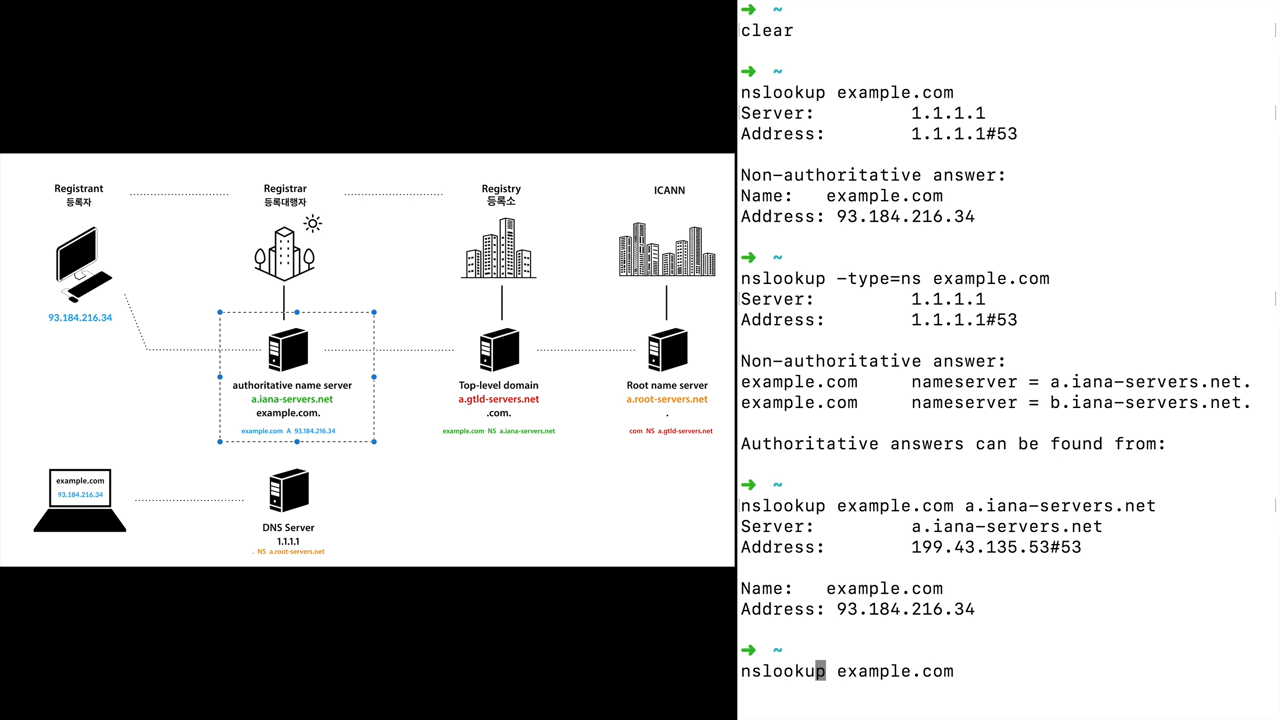 Registrant
등록자
Registrar
등록대행자
Registry
등록소
ICANN
93.184.216.34
authoritative name server
a.iana-servers.net
example.com.
example.com A 93.184.216.34
Top-level domain
a.gtld-servers.net
.com.
example.com NS a.iana-servers.net
Root name server
a.root-servers.net
.
com NS a.gtld-servers.net
example.com
93.184.216.34
DNS Server
1.1.1.1
. NS a.root-servers.net
➜ ~
clear
➜ ~
nslookup example.com
Server: 1.1.1.1
Address: 1.1.1.1#53
Non-authoritative answer:
Name: example.com
Address: 93.184.216.34
➜ ~
nslookup -type=ns example.com
Server: 1.1.1.1
Address: 1.1.1.1#53
Non-authoritative answer:
example.com nameserver = a.iana-servers.net.
example.com nameserver = b.iana-servers.net.
Authoritative answers can be found from:
➜ ~
nslookup example.com a.iana-servers.net
Server: a.iana-servers.net
Address: 199.43.135.53#53
Name: example.com
Address: 93.184.216.34
➜ ~
nslookup example.com